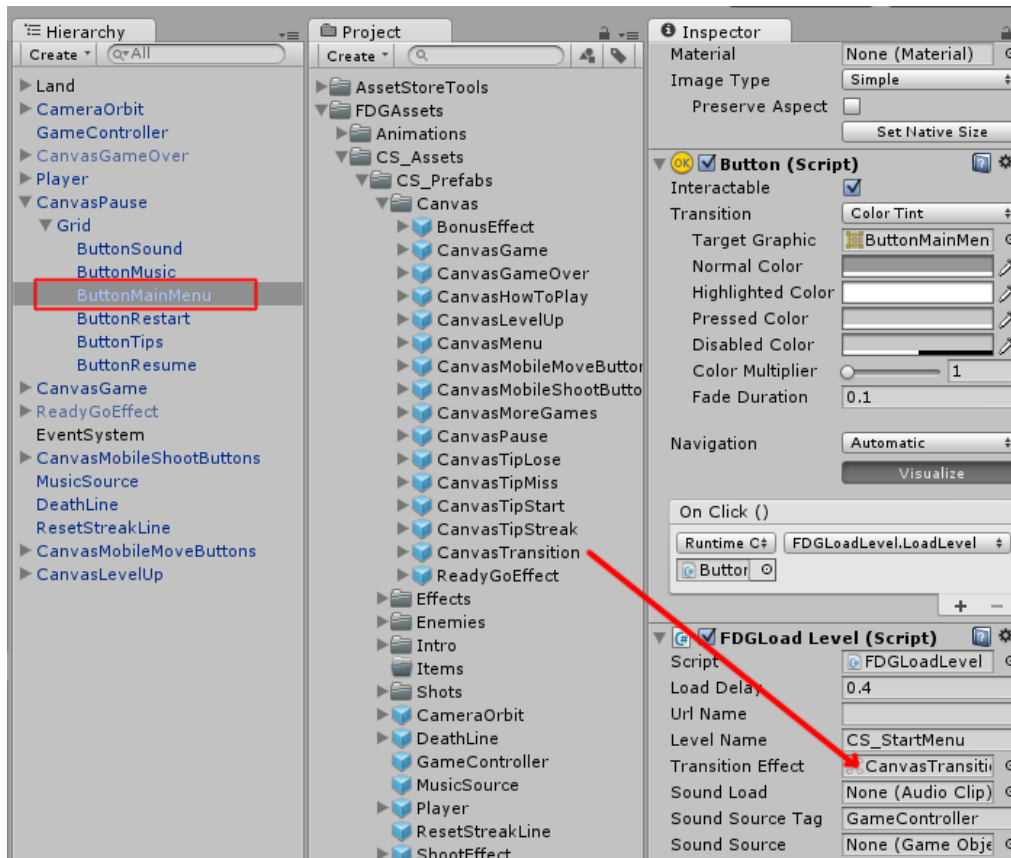 Hierarchy
Create
All
Land
CameraOrbit
GameController
CanvasGameOver
Player
CanvasPause
Grid
ButtonSound
ButtonMusic
ButtonMainMenu
ButtonRestart
ButtonTips
ButtonResume
CanvasGame
ReadyGoEffect
EventSystem
CanvasMobileShootButtons
MusicSource
DeathLine
ResetStreakLine
CanvasMobileMoveButtons
CanvasLevelUp
Project
Create
AssetStoreTools
FDGAssets
Animations
CS_Assets
CS_Prefabs
Canvas
BonusEffect
CanvasGame
CanvasGameOver
CanvasHowToPlay
CanvasLevelUp
CanvasMenu
CanvasMobileMoveButtor
CanvasMobileShootButto
CanvasMoreGames
CanvasPause
CanvasTipLose
CanvasTipMiss
CanvasTipStart
CanvasTipStreak
CanvasTransition
ReadyGoEffect
Effects
Enemies
Intro
Items
Shots
CameraOrbit
DeathLine
GameController
MusicSource
Player
ResetStreakLine
ShootEffect
Inspector
Material None (Material)
Image Type Simple
Preserve Aspect
Set Native Size
OK Button (Script)
Interactable
Transition Color Tint
Target Graphic ButtonMainMen
Normal Color
Highlighted Color
Pressed Color
Disabled Color
Color Multiplier 1
Fade Duration 0.1
Navigation Automatic
Visualize
On Click ()
Runtime C FDGLoadLevel.LoadLevel
Buttor
FDGLoad Level (Script)
Script FDGLoadLevel
Load Delay 0.4
Url Name
Level Name CS_StartMenu
Transition Effect CanvasTransiti
Sound Load None (Audio Clip)
Sound Source Tag GameController
Sound Source None (Game Obje